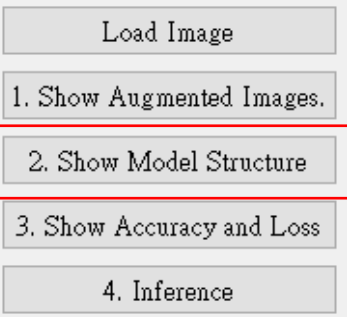 Load Image
1. Show Augmented Images.
2. Show Model Structure
3. Show Accuracy and Loss
4. Inference